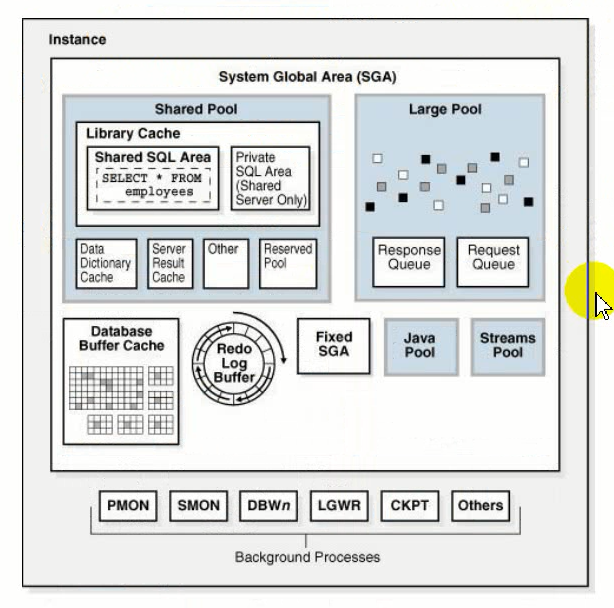 Instance
System Global Area (SGA)
Shared Pool
Library Cache
Shared SQL Area
SELECT * FROM
employees
Private
SQL Area
(Shared
Server Only)
Data
Dictionary
Cache
Server
Result
Cache
Other
Reserved
Pool
Large Pool
Response
Queue
Request
Queue
Database
Buffer Cache
Redo
Log
Buffer
Fixed
SGA
Java
Pool
Streams
Pool
PMON
SMON
DBWn
LGWR
CKPT
Others
Background Processes